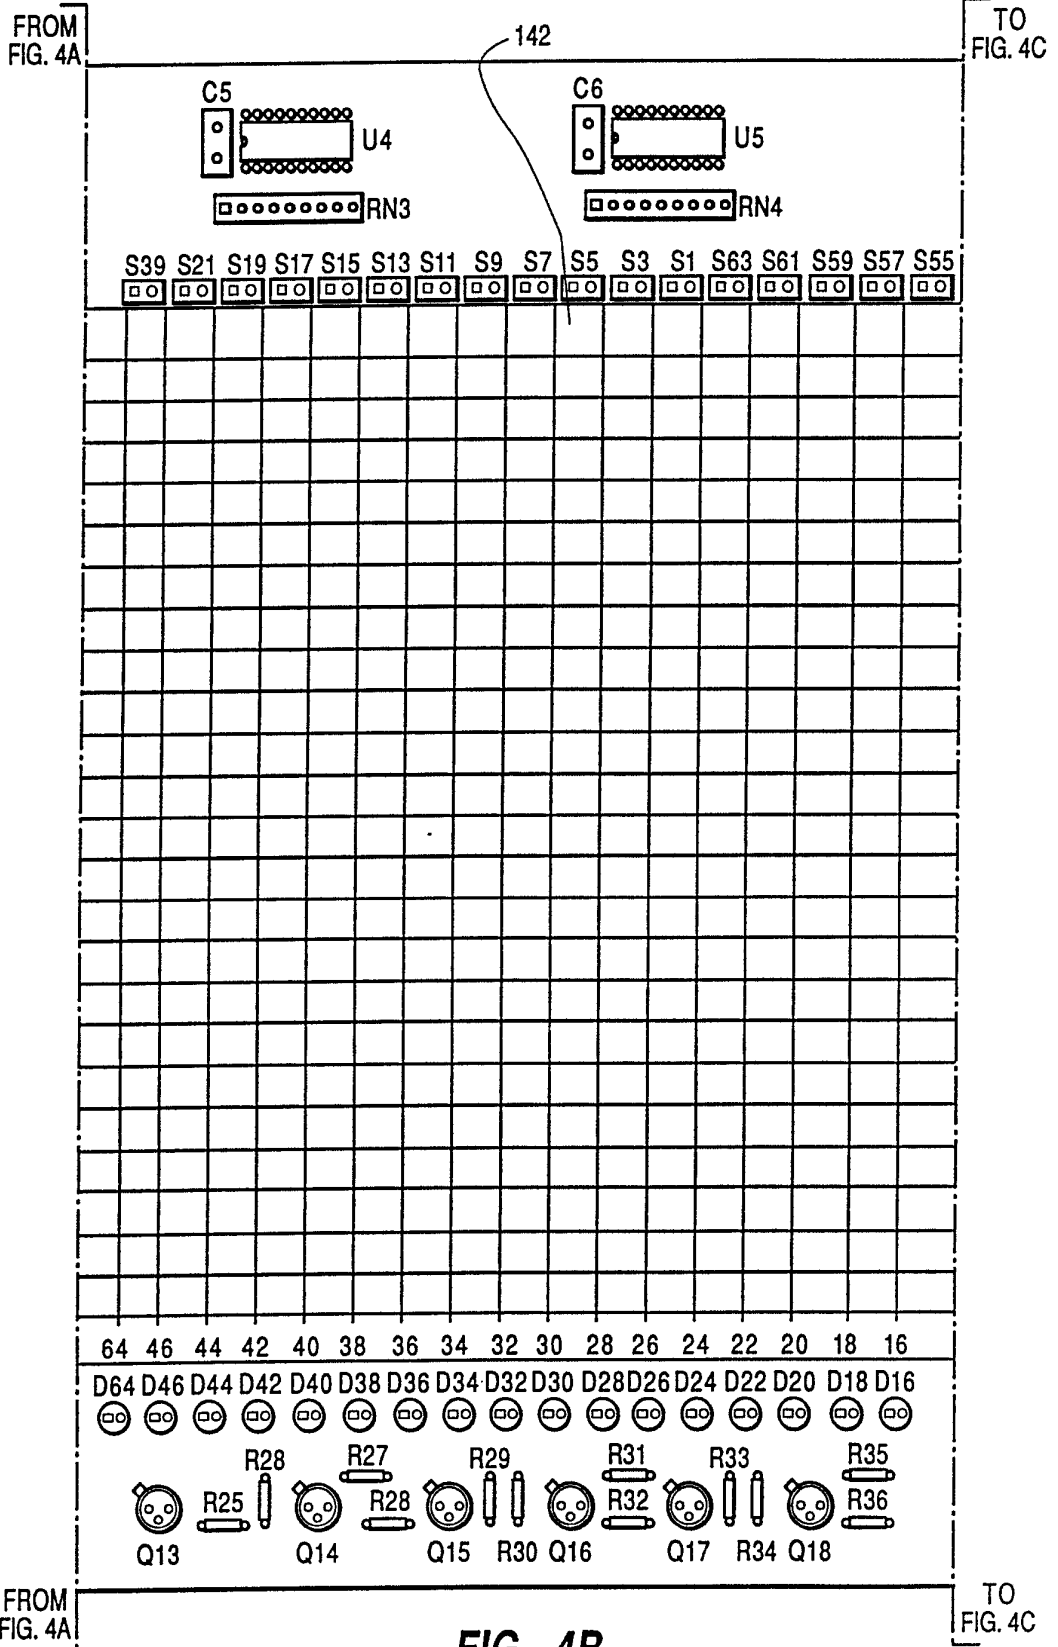 FROM
FIG. 4A
TO
FIG. 4C
142
C5
C6
U4
U5
RN3
RN4
S39 S21 S19 S17 S15 S13 S11 S9 S7 S5 S3 S1 S63 S61 S59 S57 S55
64 46 44 42 40 38 36 34 32 30 28 26 24 22 20 18 16
D64 D46 D44 D42 D40 D38 D36 D34 D32 D30 D28 D26 D24 D22 D20 D18 D16
R28 R27 R29 R31 R33 R35
R25 R28 R32 R36
Q13 Q14 Q15 R30 Q16 Q17 R34 Q18
FROM
FIG. 4A
TO
FIG. 4C
FIG. 4B